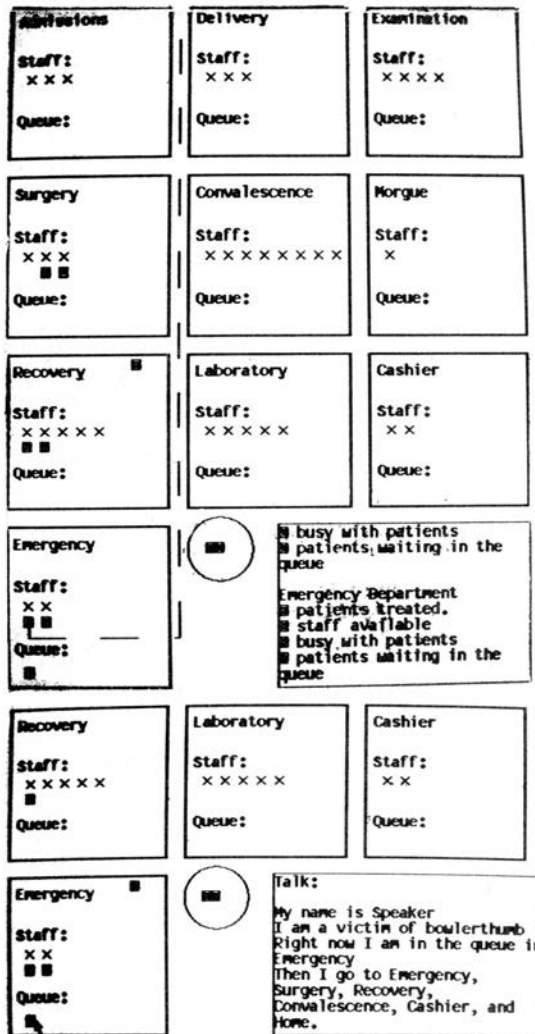 Admissions
Staff:
× × ×
Queue:
Delivery
Staff:
× × ×
Queue:
Examination
Staff:
× × × ×
Queue:
Surgery
Staff:
× × ×
Queue:
Convalescence
Staff:
× × × × × × × ×
Queue:
Morgue
Staff:
×
Queue:
Recovery
Staff:
× × × × ×
Queue:
Laboratory
Staff:
× × × × ×
Queue:
Cashier
Staff:
× ×
Queue:
Emergency
Staff:
× ×
Queue:
busy with patients
patients waiting in the
queue
Emergency Department
patients treated.
staff available
busy with patients
patients waiting in the
queue
Recovery
Staff:
× × × × ×
Queue:
Laboratory
Staff:
× × × × ×
Queue:
Cashier
Staff:
× ×
Queue:
Emergency
Staff:
× ×
Queue:
Talk:
My name is Speaker
I am a victim of bowlerthumb
Right now I am in the queue in
Emergency
Then I go to Emergency,
Surgery, Recovery,
Convalescence, Cashier, and
Home.